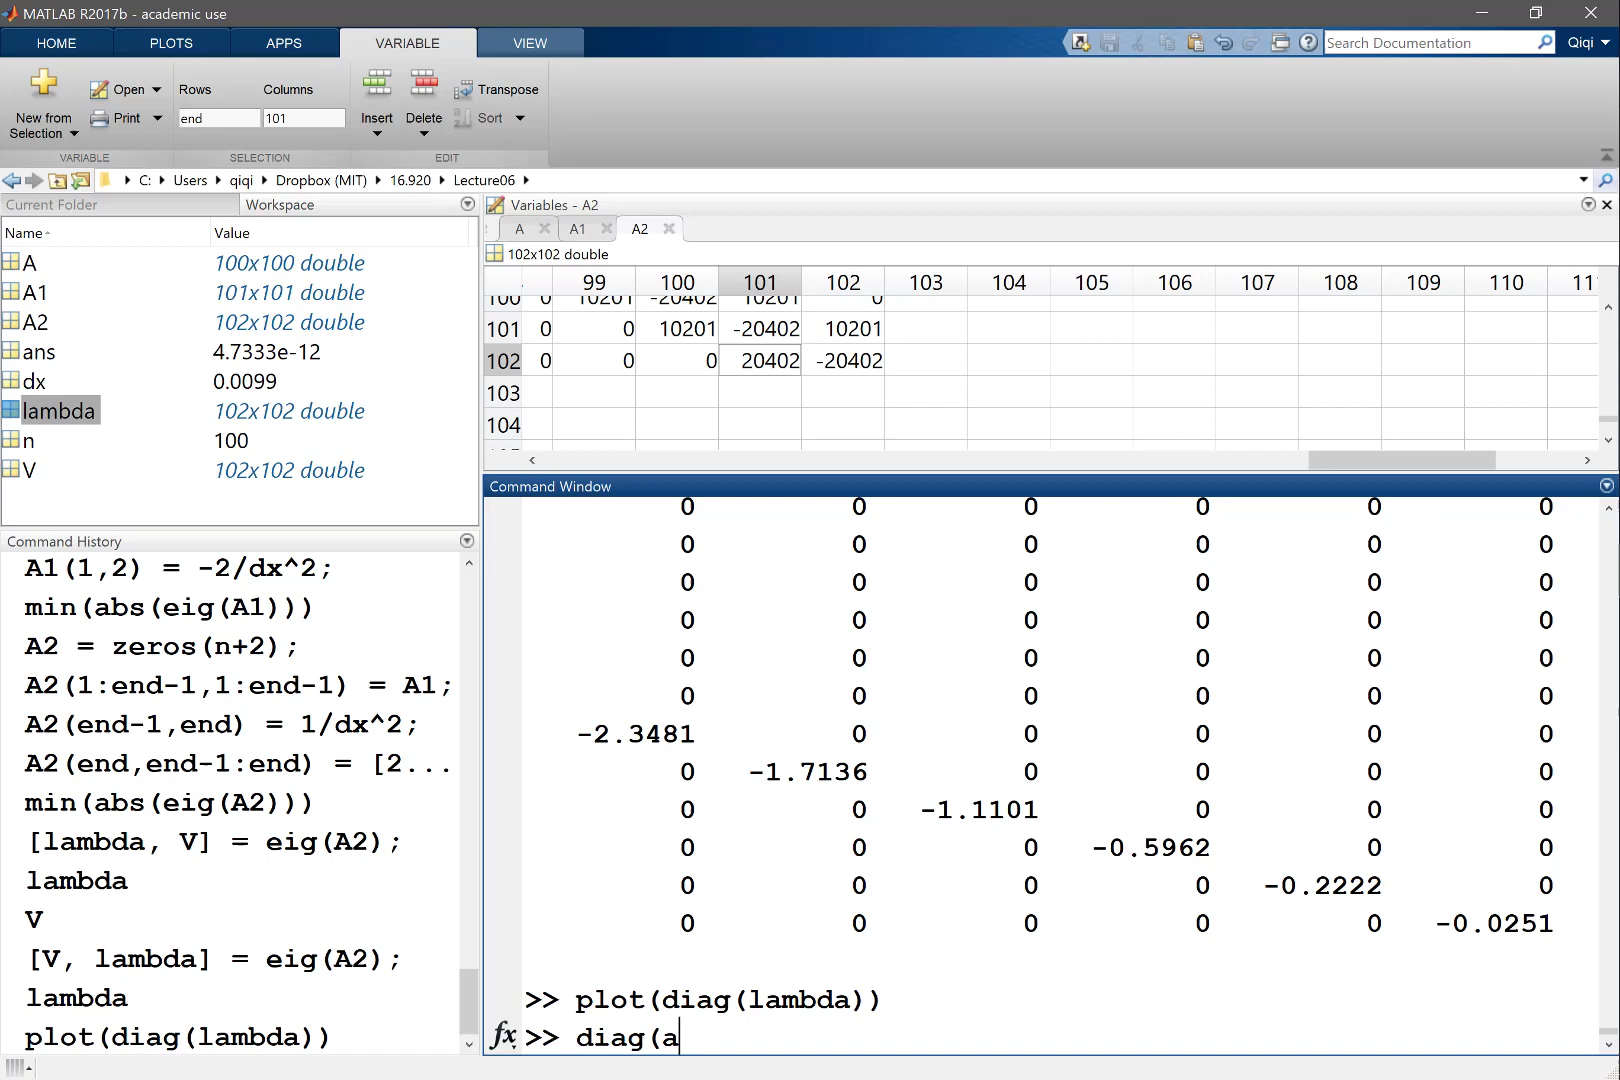 MATLAB R2017b - academic use
HOME PLOTS APPS VARIABLE VIEW Search Documentation Qiqi
New from Selection Open Print Rows Columns Insert Delete Transpose Sort
end 101
VARIABLE SELECTION EDIT
C: Users qiqi Dropbox (MIT) 16.920 Lecture06
Current Folder Workspace
Name Value
A 100x100 double
A1 101x101 double
A2 102x102 double
ans 4.7333e-12
dx 0.0099
lambda 102x102 double
n 100
V 102x102 double
Command History
A1(1,2) = -2/dx^2;
min(abs(eig(A1)))
A2 = zeros(n+2);
A2(1:end-1,1:end-1) = A1;
A2(end-1,end) = 1/dx^2;
A2(end,end-1:end) = [2...
min(abs(eig(A2)))
[lambda, V] = eig(A2);
lambda
V
[V, lambda] = eig(A2);
lambda
plot(diag(lambda))
Variables - A2
A A1 A2
102x102 double
99 100 101 102 103 104 105 106 107 108 109 110 11
100 0 10201 -20402 10201 0
101 0 0 10201 -20402 10201
102 0 0 0 20402 -20402
103
104
Command Window
0 0 0 0 0 0
0 0 0 0 0 0
0 0 0 0 0 0
0 0 0 0 0 0
0 0 0 0 0 0
0 0 0 0 0 0
-2.3481 0 0 0 0 0
0 -1.7136 0 0 0 0
0 0 -1.1101 0 0 0
0 0 0 -0.5962 0 0
0 0 0 0 -0.2222 0
0 0 0 0 0 -0.0251
>> plot(diag(lambda))
fx >> diag(a